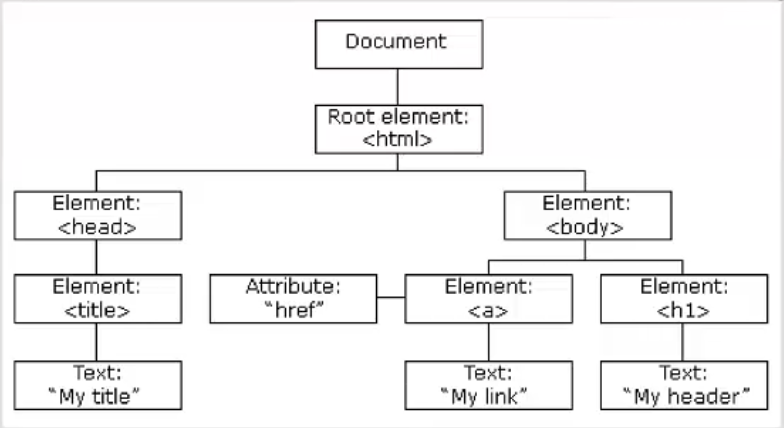 Document
Root element:
<html>
Element:
<head>
Element:
<body>
Element:
<title>
Attribute:
“href”
Element:
<a>
Element:
<h1>
Text:
“My title”
Text:
“My link”
Text:
“My header”